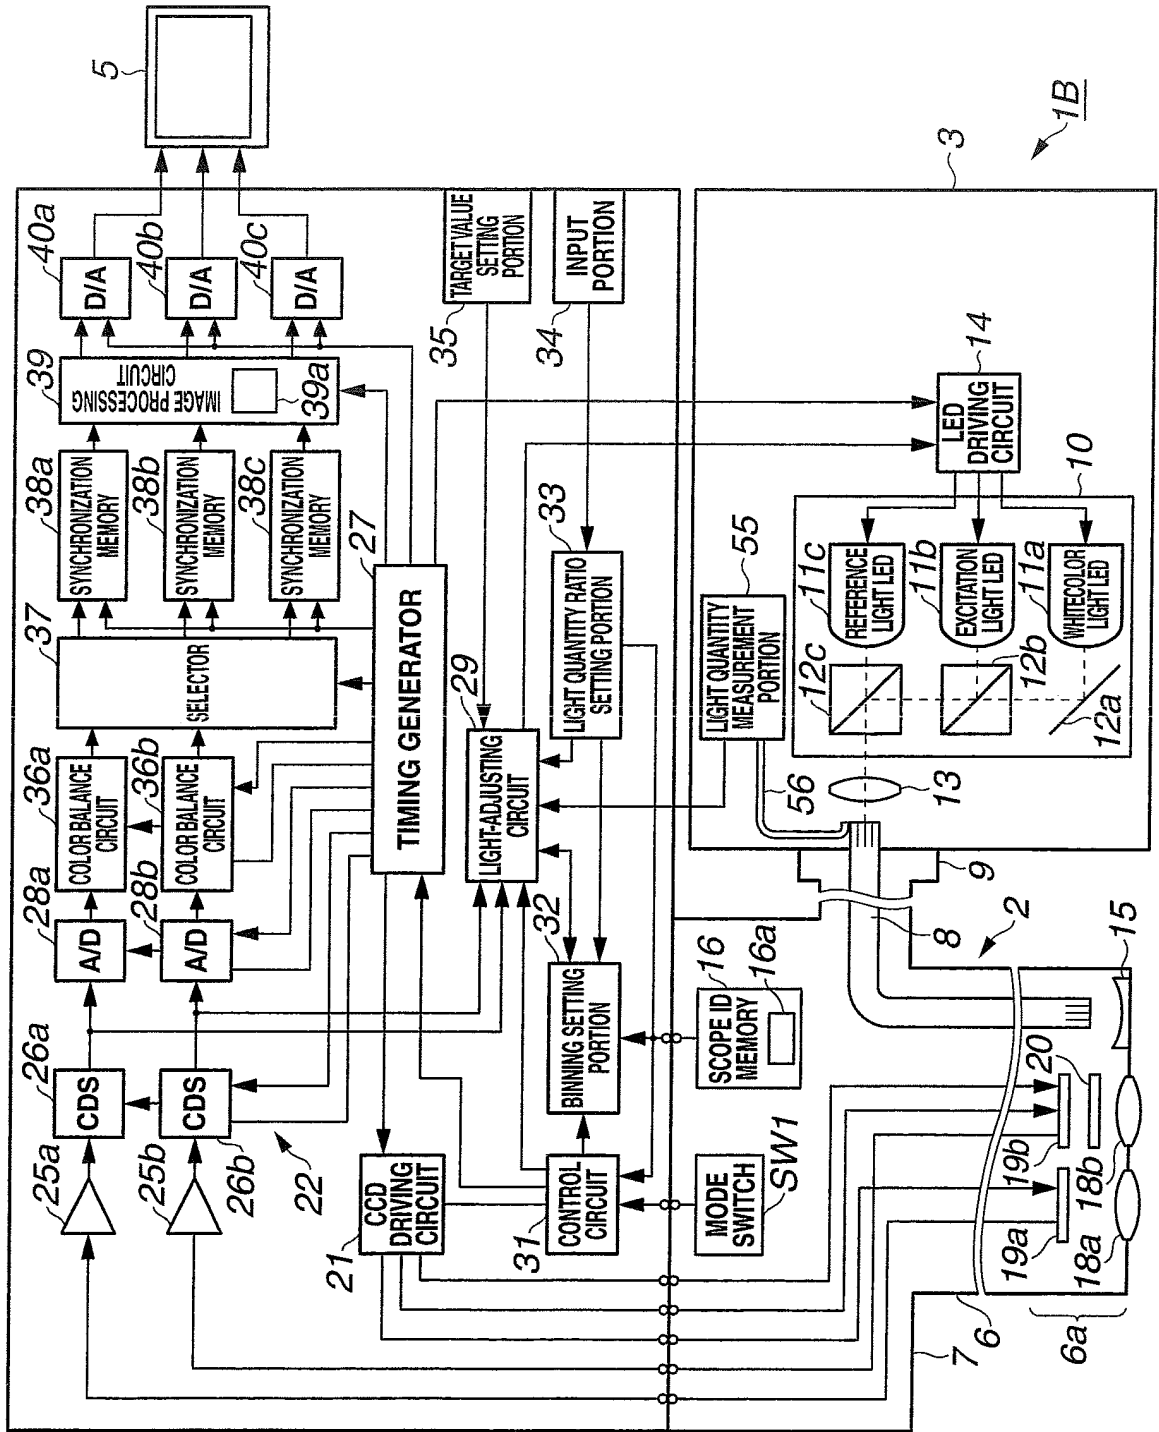 5
1B
3
40a
D/A
40b
D/A
40c
D/A
TARGET VALUE
SETTING
PORTION
35
INPUT
PORTION
34
39
IMAGE PROCESSING
CIRCUIT
39a
14
LED
DRIVING
CIRCUIT
10
38a
SYNCHRONIZATION
MEMORY
38b
SYNCHRONIZATION
MEMORY
38c
SYNCHRONIZATION
MEMORY
27
TIMING GENERATOR
33
LIGHT QUANTITY RATIO
SETTING PORTION
55
LIGHT QUANTITY
MEASUREMENT
PORTION
11c
REFERENCE
LIGHT LED
11b
EXCITATION
LIGHT LED
11a
WHITECOLOR
LIGHT LED
37
SELECTOR
29
LIGHT-ADJUSTING
CIRCUIT
12c
12b
12a
56
13
36a
COLOR BALANCE
CIRCUIT
36b
COLOR BALANCE
CIRCUIT
28a
A/D
28b
A/D
32
BINNING SETTING
PORTION
16
SCOPE ID
MEMORY
16a
9
8
2
15
26a
CDS
CDS
26b
25a
25b
22
21
CCD
DRIVING
CIRCUIT
31
CONTROL
CIRCUIT
MODE
SWITCH
SW1
20
19b
18b
19a
18a
6
6a
7